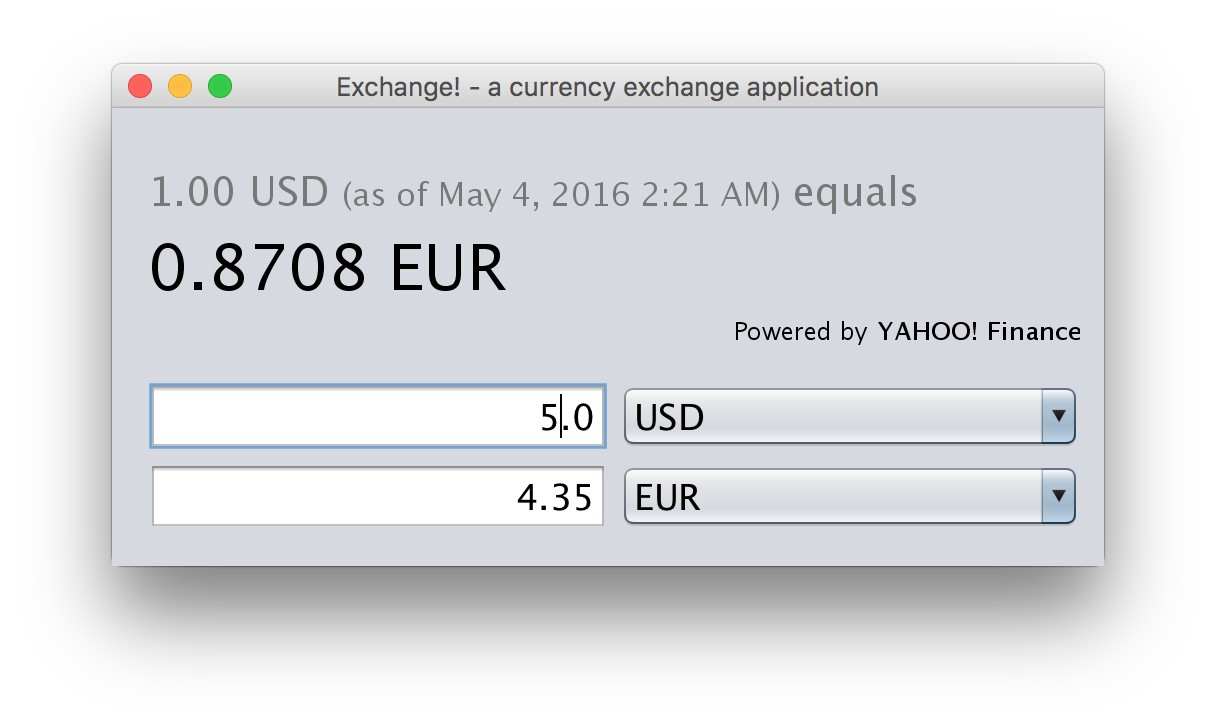 Exchange! - a currency exchange application
1.00 USD (as of May 4, 2016 2:21 AM) equals
0.8708 EUR
Powered by YAHOO! Finance
5.0 USD
4.35 EUR